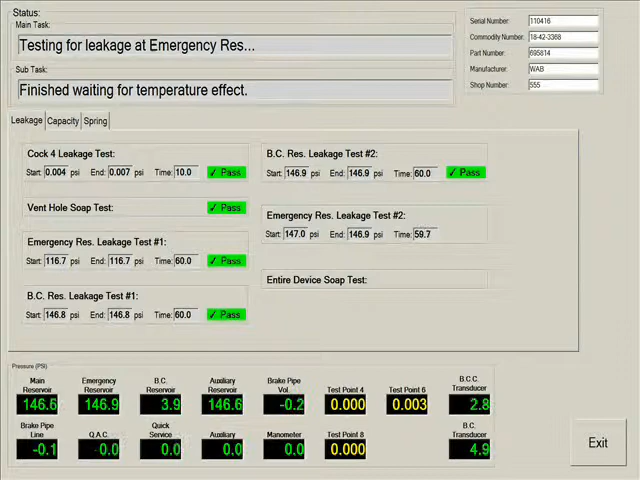 Status:
Main Task:
Testing for leakage at Emergency Res...
Sub Task:
Finished waiting for temperature effect.
Serial Number: 110416
Commodity Number: 18-42-3368
Part Number: 695814
Manufacturer: WAB
Shop Number: 555
Leakage Capacity Spring
Cock 4 Leakage Test:
Start: 0.004 psi End: 0.007 psi Time: 10.0 ✓ Pass
Vent Hole Soap Test: ✓ Pass
Emergency Res. Leakage Test #1:
Start: 116.7 psi End: 116.7 psi Time: 60.0 ✓ Pass
B.C. Res. Leakage Test #1:
Start: 146.8 psi End: 146.8 psi Time: 60.0 ✓ Pass
B.C. Res. Leakage Test #2:
Start: 146.9 psi End: 146.9 psi Time: 60.0 ✓ Pass
Emergency Res. Leakage Test #2:
Start: 147.0 psi End: 146.9 psi Time: 59.7
Entire Device Soap Test:
Pressure (PSI)
Main Reservoir Emergency Reservoir B.C. Reservoir Auxiliary Reservoir Brake Pipe Vol. Test Point 4 Test Point 6 B.C.C. Transducer
146.6 146.9 3.9 146.6 -0.2 0.000 0.003 2.8
Brake Pipe Line Q.A.C. Quick Service Auxiliary Manometer Test Point 8 B.C. Transducer
-0.1 0.0 0.0 0.0 0.0 0.000 4.9
Exit